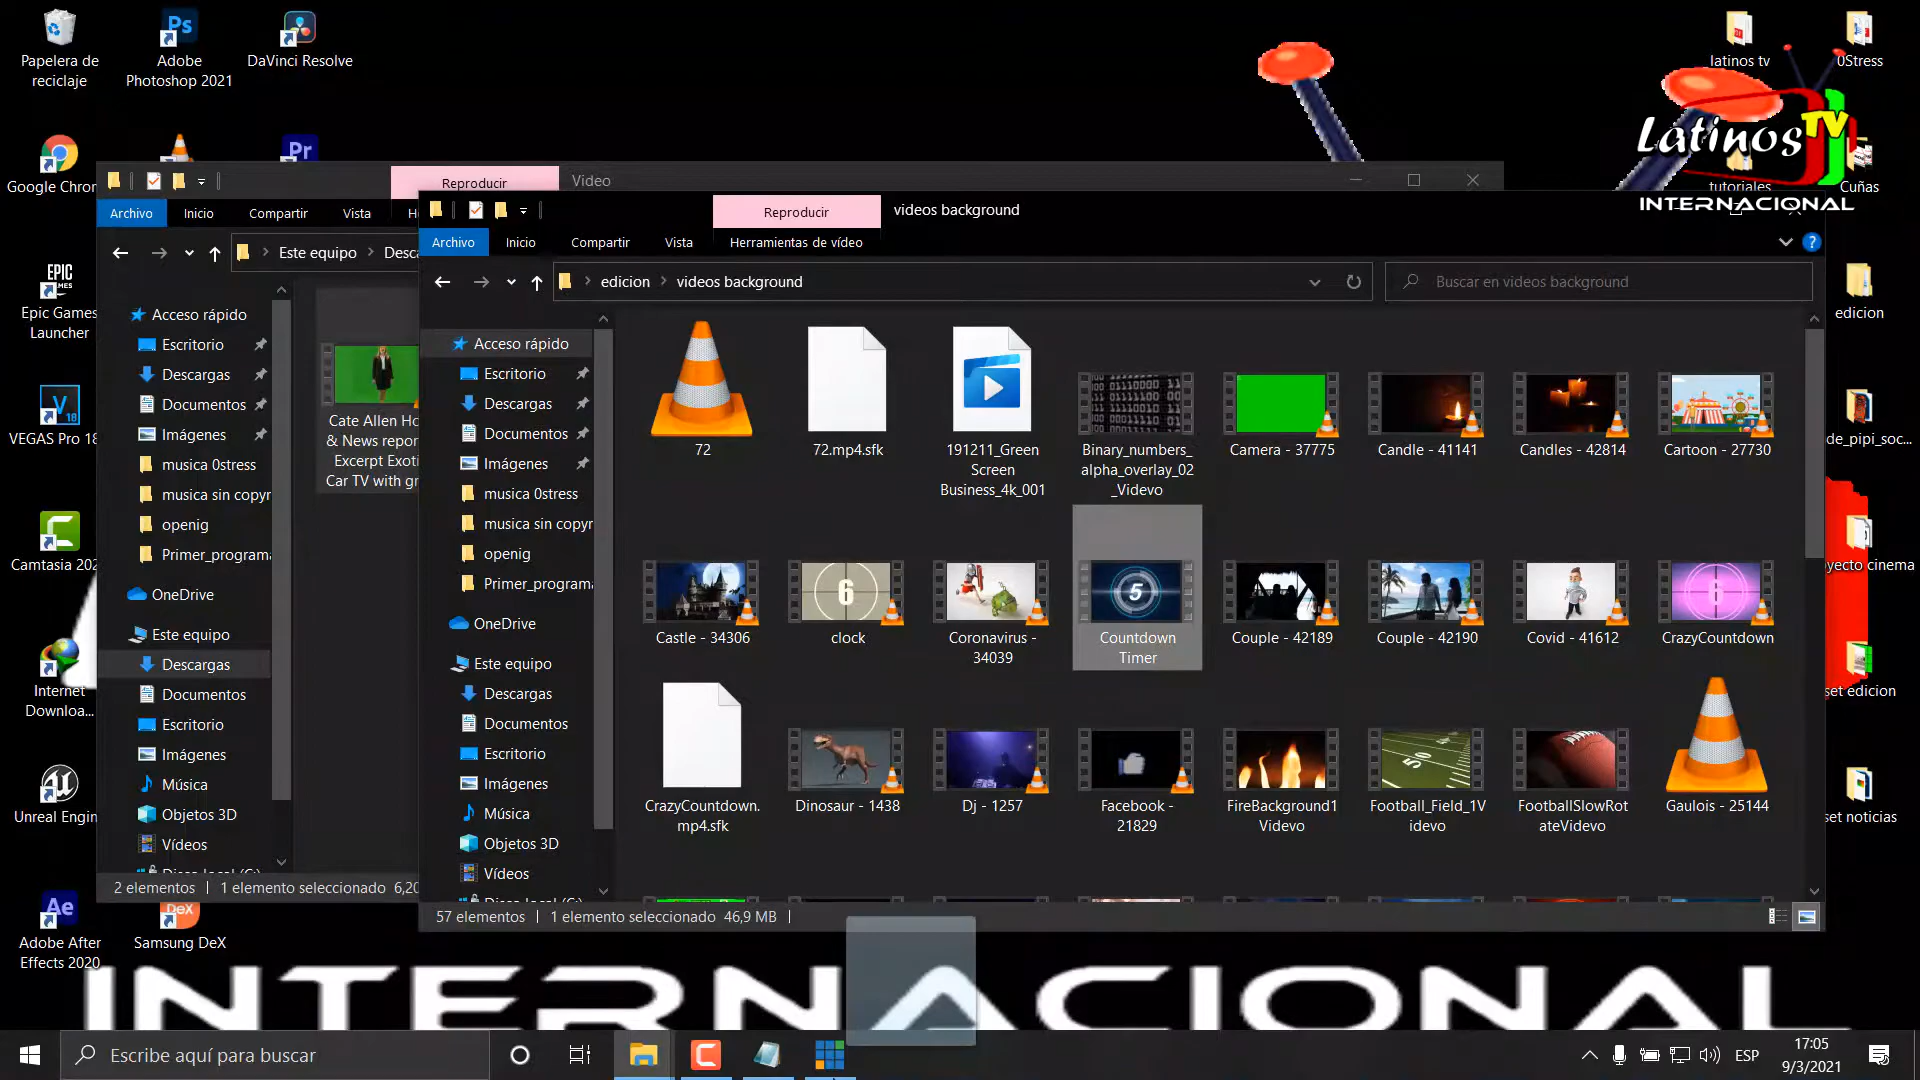 Papelera de
reciclaje
Adobe
Photoshop 2021
DaVinci Resolve
latinos tv
0Stress
Latinos TV
INTERNACIONAL
tutoriales
Cuñas
Google Chrom
Pr
Reproducir
Video
Archivo
Inicio
Compartir
Vista
Este equipo
Acceso rápido
Escritorio
Descargas
Documentos
Imágenes
musica 0stress
musica sin copyr
openig
Primer_programa
OneDrive
Este equipo
Descargas
Documentos
Escritorio
Imágenes
Música
Objetos 3D
Vídeos
2 elementos
1 elemento seleccionado
6,20
Cate Allen Ho
& News repor
Excerpt Exoti
Car TV with gr
Reproducir
videos background
Archivo
Inicio
Compartir
Vista
Herramientas de vídeo
edicion
videos background
Buscar en videos background
Acceso rápido
Escritorio
Descargas
Documentos
Imágenes
musica 0stress
musica sin copyr
openig
Primer_programa
OneDrive
Este equipo
Descargas
Documentos
Escritorio
Imágenes
Música
Objetos 3D
Vídeos
72
72.mp4.sfk
191211_Green
Screen
Business_4k_001
Binary_numbers_
alpha_overlay_02
_Videvo
Camera - 37775
Candle - 41141
Candles - 42814
Cartoon - 27730
Castle - 34306
6
clock
Coronavirus -
34039
5
Countdown
Timer
Couple - 42189
Couple - 42190
Covid - 41612
CrazyCountdown
CrazyCountdown.
mp4.sfk
Dinosaur - 1438
Dj - 1257
Facebook -
21829
FireBackground1
Videvo
Football_Field_1V
idevo
FootballSlowRot
ateVidevo
Gaulois - 25144
57 elementos
1 elemento seleccionado
46,9 MB
EPIC
GAMES
Epic Games
Launcher
VEGAS Pro 18
Camtasia 202
Internet
Downloa...
Unreal Engin
Adobe After
Effects 2020
DeX
Samsung DeX
edicion
de_pipi_soc...
yecto cinema
set edicion
set noticias
INTERNACIONAL
Escribe aquí para buscar
ESP
17:05
9/3/2021